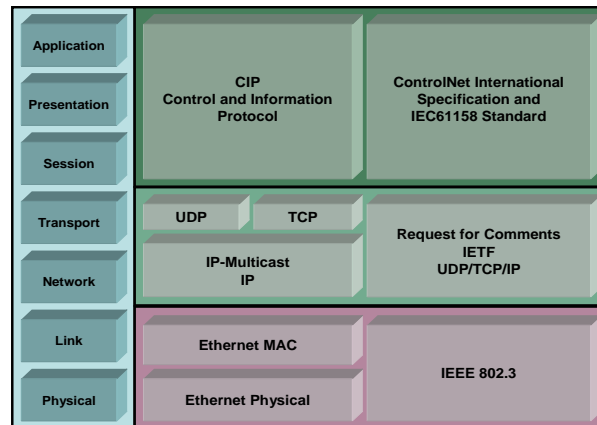 Application
Presentation
Session
Transport
Network
Link
Physical
CIP
Control and Information
Protocol
ControlNet International
Specification and
IEC61158 Standard
UDP
TCP
IP-Multicast
IP
Request for Comments
IETF
UDP/TCP/IP
Ethernet MAC
Ethernet Physical
IEEE 802.3